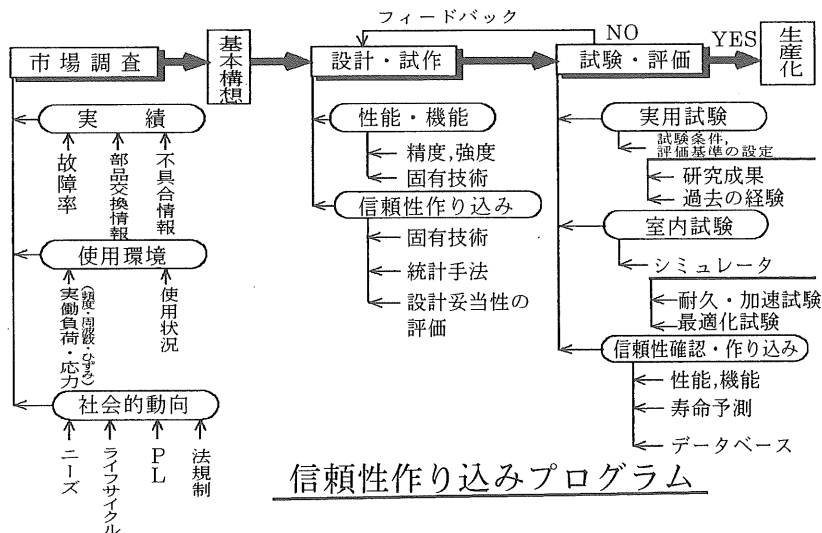 フィードバック
市場調査
基本構想
設計・試作
NO
試験・評価
YES
生産化
実績
故障率
部品交換情報
不具合情報
使用環境
実働負荷・応力
(頻度・周波数・ひずみ)
使用状況
社会的動向
ニーズ
ライフサイクル
PL
法規制
性能・機能
精度,強度
固有技術
信頼性作り込み
固有技術
統計手法
設計妥当性の
評価
実用試験
試験条件,
評価基準の設定
研究成果
過去の経験
室内試験
シミュレータ
耐久・加速試験
最適化試験
信頼性確認・作り込み
性能,機能
寿命予測
データベース
信頼性作り込みプログラム